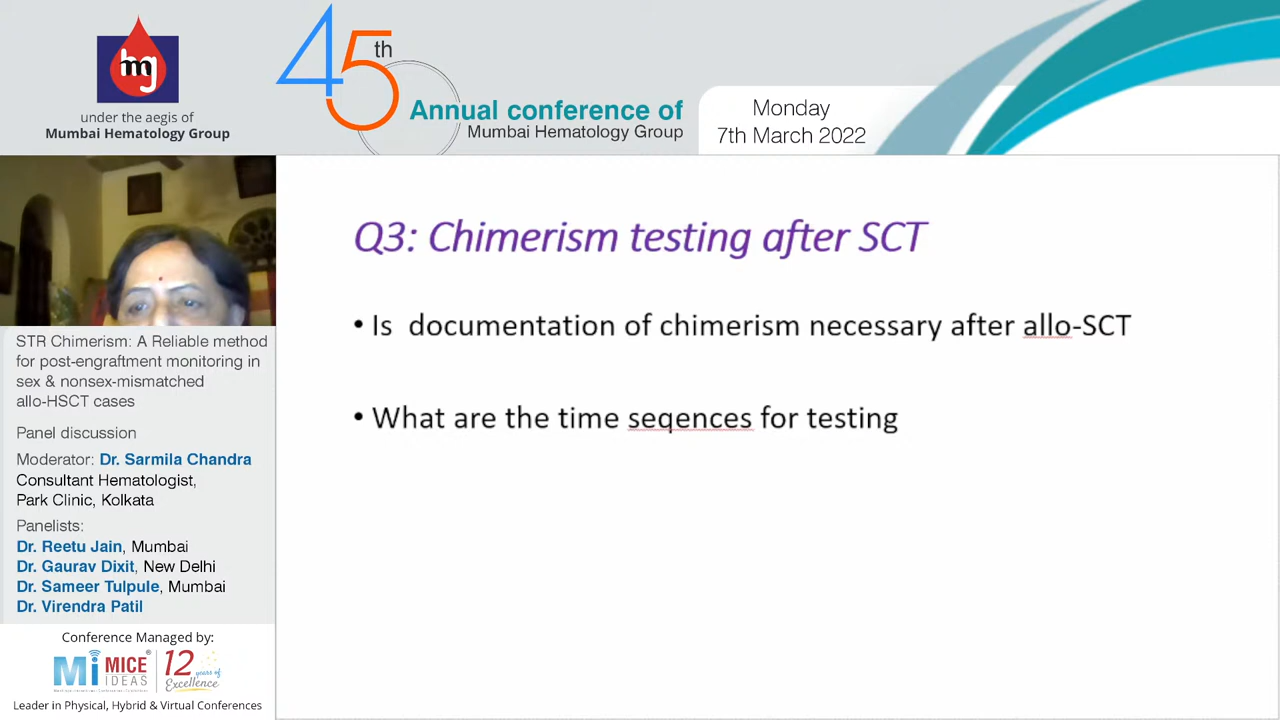 hg
under the aegis of
Mumbai Hematology Group
45th
Annual conference of
Mumbai Hematology Group
Monday
7th March 2022
STR Chimerism: A Reliable method
for post-engraftment monitoring in
sex & nonsex-mismatched
allo-HSCT cases
Panel discussion
Moderator: Dr. Sarmila Chandra
Consultant Hematologist,
Park Clinic, Kolkata
Panelists:
Dr. Reetu Jain, Mumbai
Dr. Gaurav Dixit, New Delhi
Dr. Sameer Tulpule, Mumbai
Dr. Virendra Patil
Conference Managed by:
Mi MICE IDEAS
12 years of Excellence
Leader in Physical, Hybrid & Virtual Conferences
Q3: Chimerism testing after SCT
• Is documentation of chimerism necessary after allo-SCT
• What are the time seqences for testing